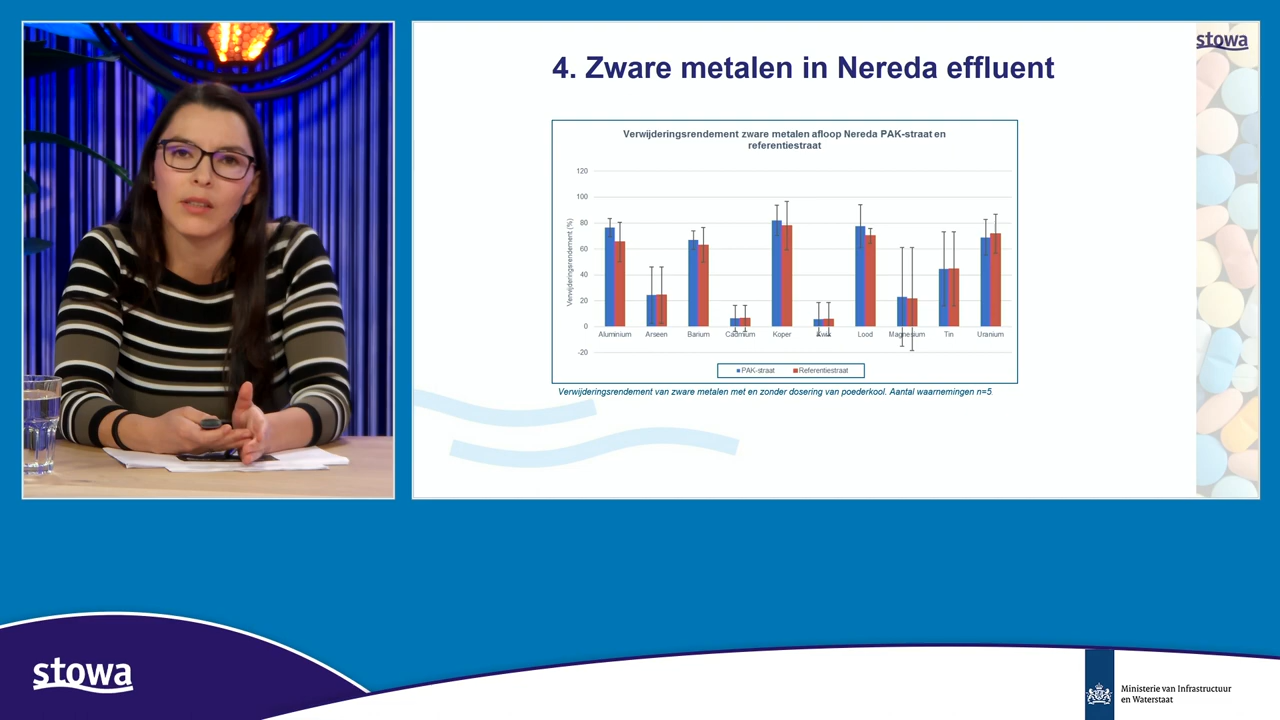 stowa
4. Zware metalen in Nereda effluent
Verwijderingsrendement zware metalen afloop Nereda PAK-straat en
referentiestraat
Verwijderingsrendement (%)
120
100
80
60
40
20
0
-20
Aluminium Arseen Barium Cadmium Koper Kwik Lood Magnesium Tin Uranium
PAK-straat Referentiestraat
Verwijderingsrendement van zware metalen met en zonder dosering van poederkool. Aantal waarnemingen n=5
stowa
Ministerie van Infrastructuur
en Waterstaat